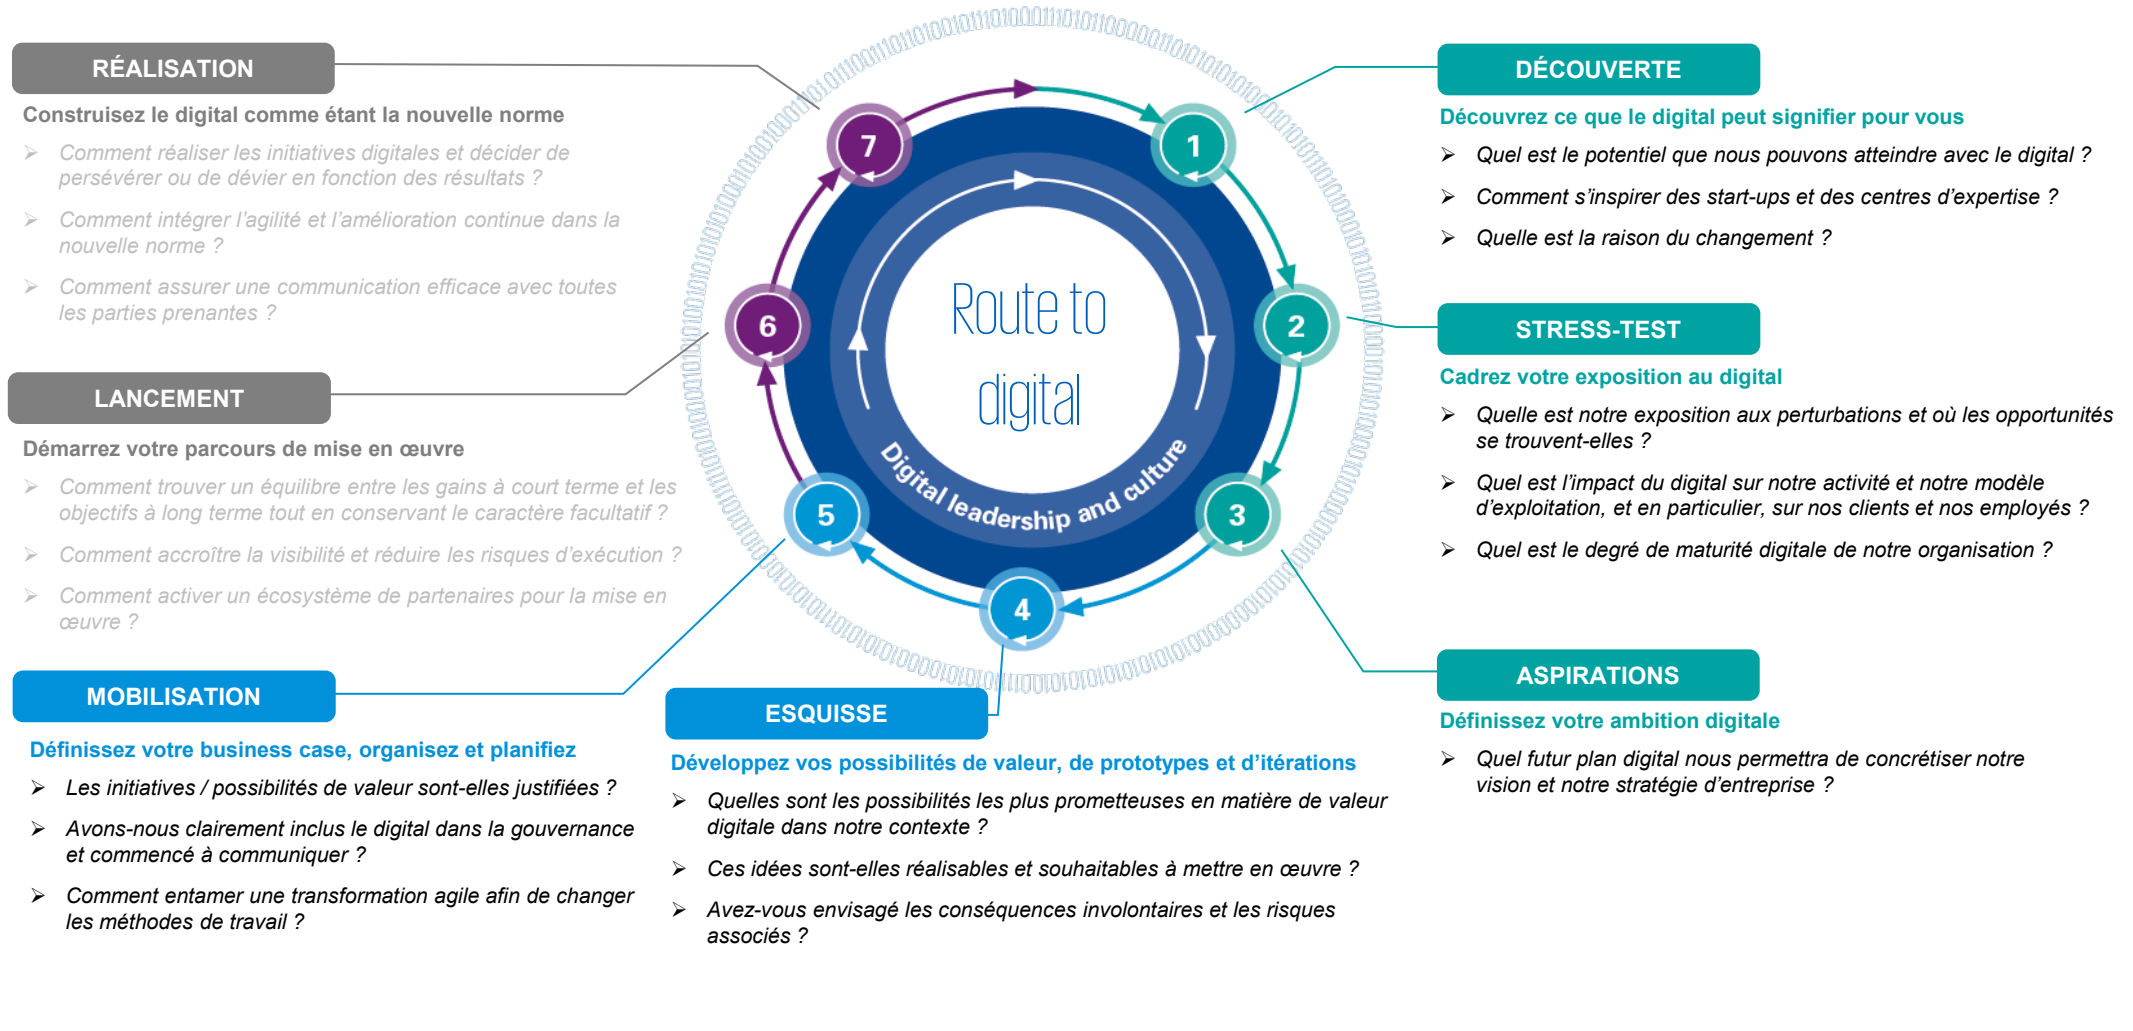 RÉALISATION
Construisez le digital comme étant la nouvelle norme
Comment réaliser les initiatives digitales et décider de
persévérer ou de dévier en fonction des résultats ?
Comment intégrer l’agilité et l’amélioration continue dans la
nouvelle norme ?
Comment assurer une communication efficace avec toutes
les parties prenantes ?
LANCEMENT
Démarrez votre parcours de mise en œuvre
Comment trouver un équilibre entre les gains à court terme et les
objectifs à long terme tout en conservant le caractère facultatif ?
Comment accroître la visibilité et réduire les risques d’exécution ?
Comment activer un écosystème de partenaires pour la mise en
œuvre ?
MOBILISATION
Définissez votre business case, organisez et planifiez
Les initiatives / possibilités de valeur sont-elles justifiées ?
Avons-nous clairement inclus le digital dans la gouvernance
et commencé à communiquer ?
Comment entamer une transformation agile afin de changer
les méthodes de travail ?
7
1
6
2
5
3
4
Route to
digital
Digital leadership and culture
ESQUISSE
Développez vos possibilités de valeur, de prototypes et d’itérations
Quelles sont les possibilités les plus prometteuses en matière de valeur
digitale dans notre contexte ?
Ces idées sont-elles réalisables et souhaitables à mettre en œuvre ?
Avez-vous envisagé les conséquences involontaires et les risques
associés ?
DÉCOUVERTE
Découvrez ce que le digital peut signifier pour vous
Quel est le potentiel que nous pouvons atteindre avec le digital ?
Comment s’inspirer des start-ups et des centres d’expertise ?
Quelle est la raison du changement ?
STRESS-TEST
Cadrez votre exposition au digital
Quelle est notre exposition aux perturbations et où les opportunités
se trouvent-elles ?
Quel est l’impact du digital sur notre activité et notre modèle
d’exploitation, et en particulier, sur nos clients et nos employés ?
Quel est le degré de maturité digitale de notre organisation ?
ASPIRATIONS
Définissez votre ambition digitale
Quel futur plan digital nous permettra de concrétiser notre
vision et notre stratégie d’entreprise ?